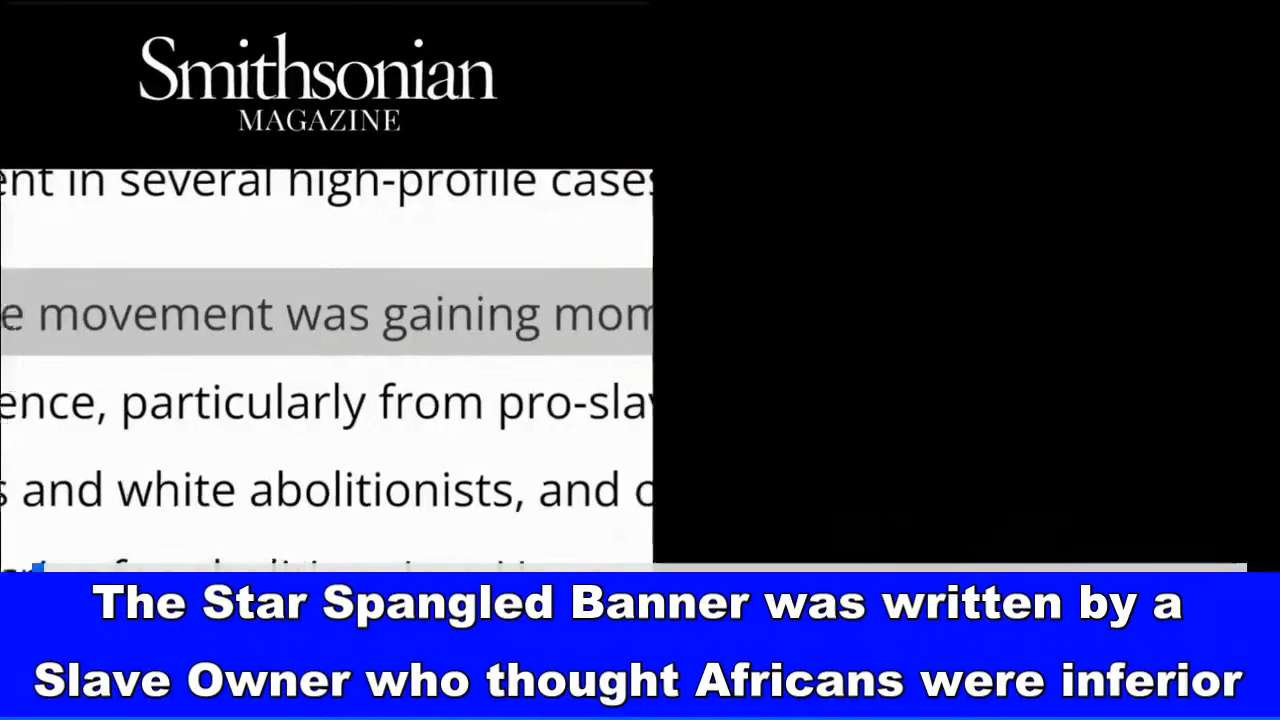 Smithsonian
MAGAZINE
ent in several high-profile cases
e movement was gaining mom
ence, particularly from pro-slav
s and white abolitionists, and o
The Star Spangled Banner was written by a
Slave Owner who thought Africans were inferior